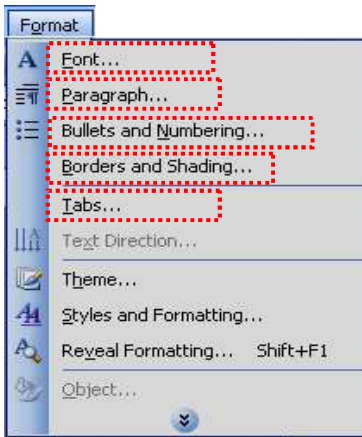 Format
Font...
Paragraph...
Bullets and Numbering...
Borders and Shading...
Tabs...
Text Direction...
Theme...
Styles and Formatting...
Reveal Formatting... Shift+F1
Object...